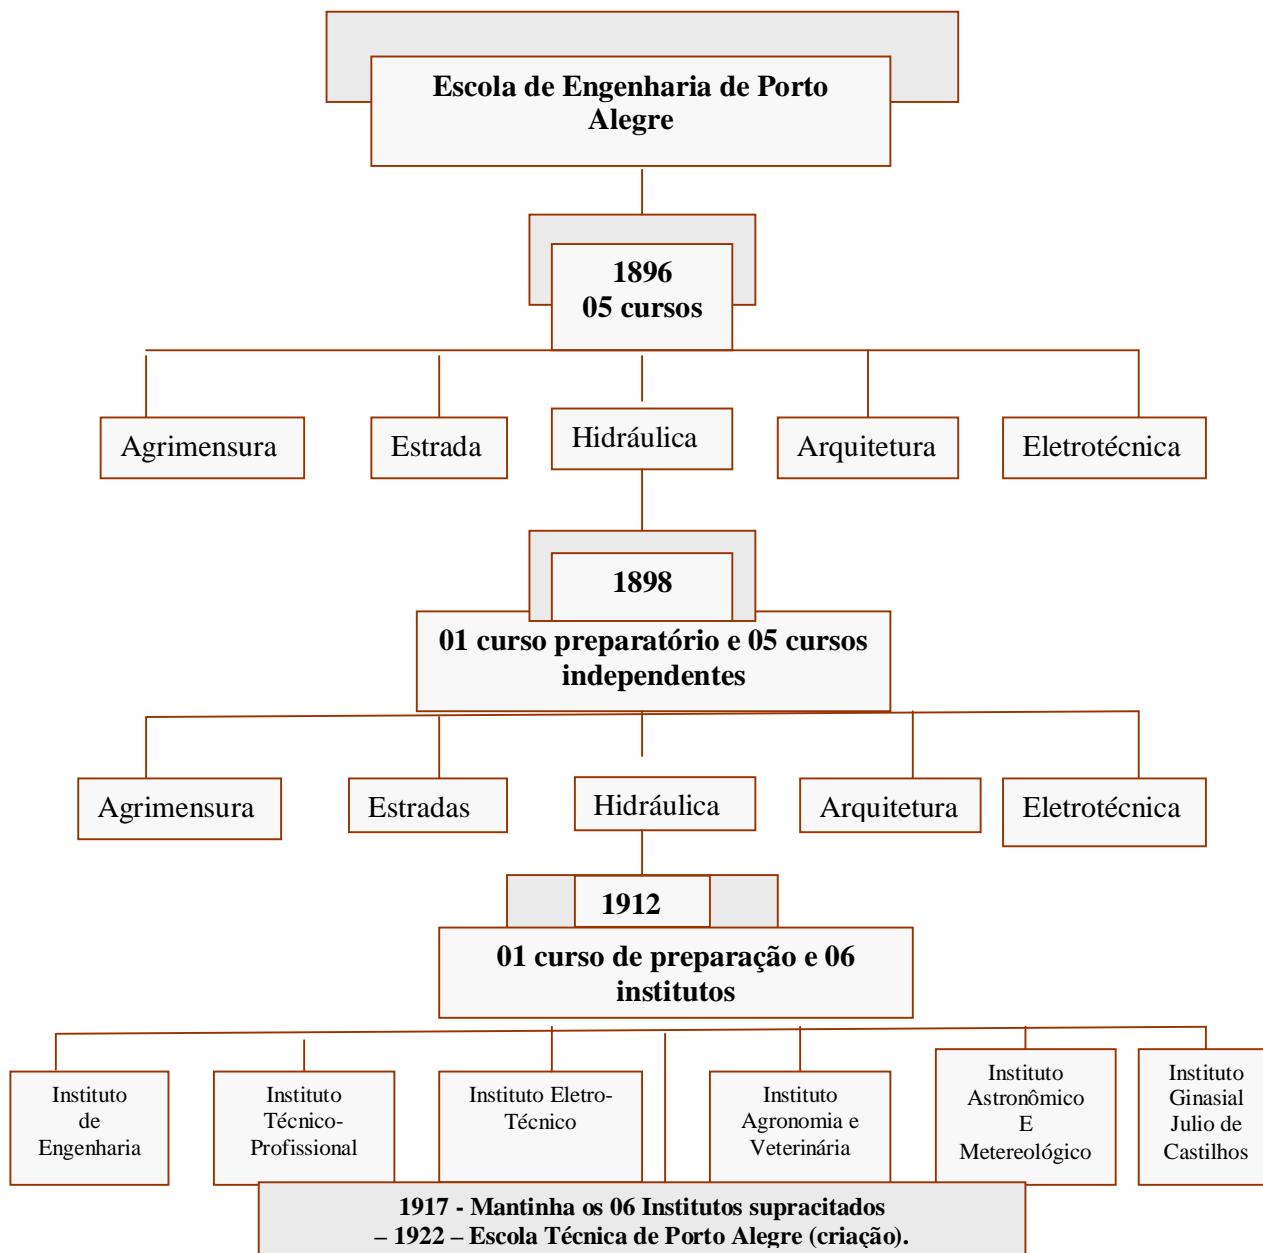 Escola de Engenharia de Porto
Alegre
1896
05 cursos
Agrimensura
Estrada
Hidráulica
Arquitetura
Eletrotécnica
1898
01 curso preparatório e 05 cursos
independentes
Agrimensura
Estradas
Hidráulica
Arquitetura
Eletrotécnica
1912
01 curso de preparação e 06
institutos
Instituto
de
Engenharia
Instituto
Técnico-
Profissional
Instituto Eletro-
Técnico
Instituto
Agronomia e
Veterinária
Instituto
Astronômico
E
Metereológico
Instituto
Ginasial
Julio de
Castilhos
1917 - Mantinha os 06 Institutos supracitados
– 1922 – Escola Técnica de Porto Alegre (criação).